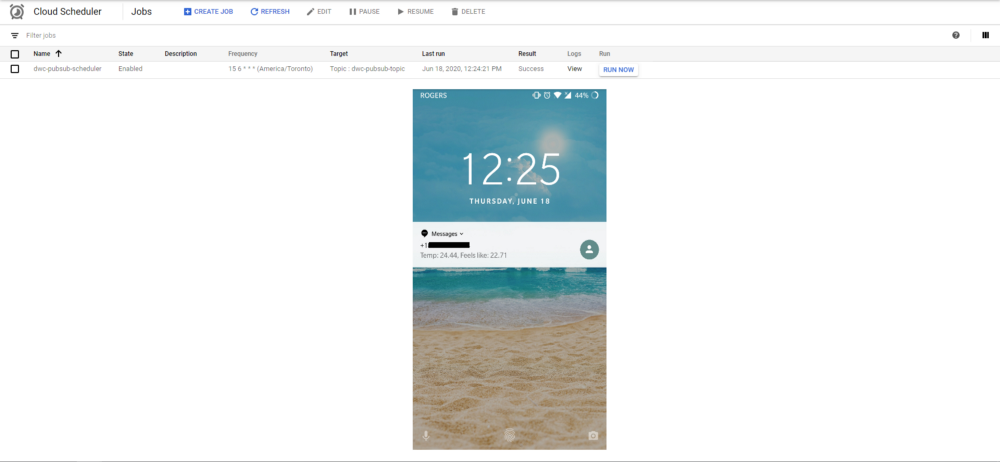 Cloud Scheduler Jobs CREATE JOB REFRESH EDIT PAUSE RESUME DELETE
Filter jobs
Name State Description Frequency Target Last run Result Logs Run
dwc-pubsub-scheduler Enabled 15 6 * * * (America/Toronto) Topic : dwc-pubsub-topic Jun 18, 2020, 12:24:21 PM Success View RUN NOW
ROGERS 44%
12:25
THURSDAY, JUNE 18
Messages
+1
Temp: 24.44, Feels like: 22.71